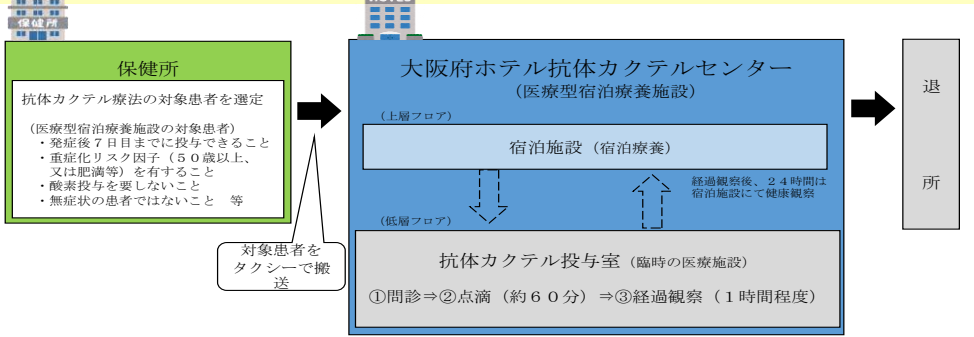 保健所
HOTEL
保健所
抗体カクテル療法の対象患者を選定
(医療型宿泊療養施設の対象患者)
・発症後７日目までに投与できること
・重症化リスク因子（５０歳以上、
又は肥満等）を有すること
・酸素投与を要しないこと
・無症状の患者ではないこと　等
対象患者を
タクシーで搬
送
大阪府ホテル抗体カクテルセンター
（医療型宿泊療養施設）
（上層フロア）
宿泊施設（宿泊療養）
経過観察後、２４時間は
宿泊施設にて健康観察
（低層フロア）
抗体カクテル投与室（臨時の医療施設）
①問診⇒②点滴（約６０分）⇒③経過観察（１時間程度）
退
所